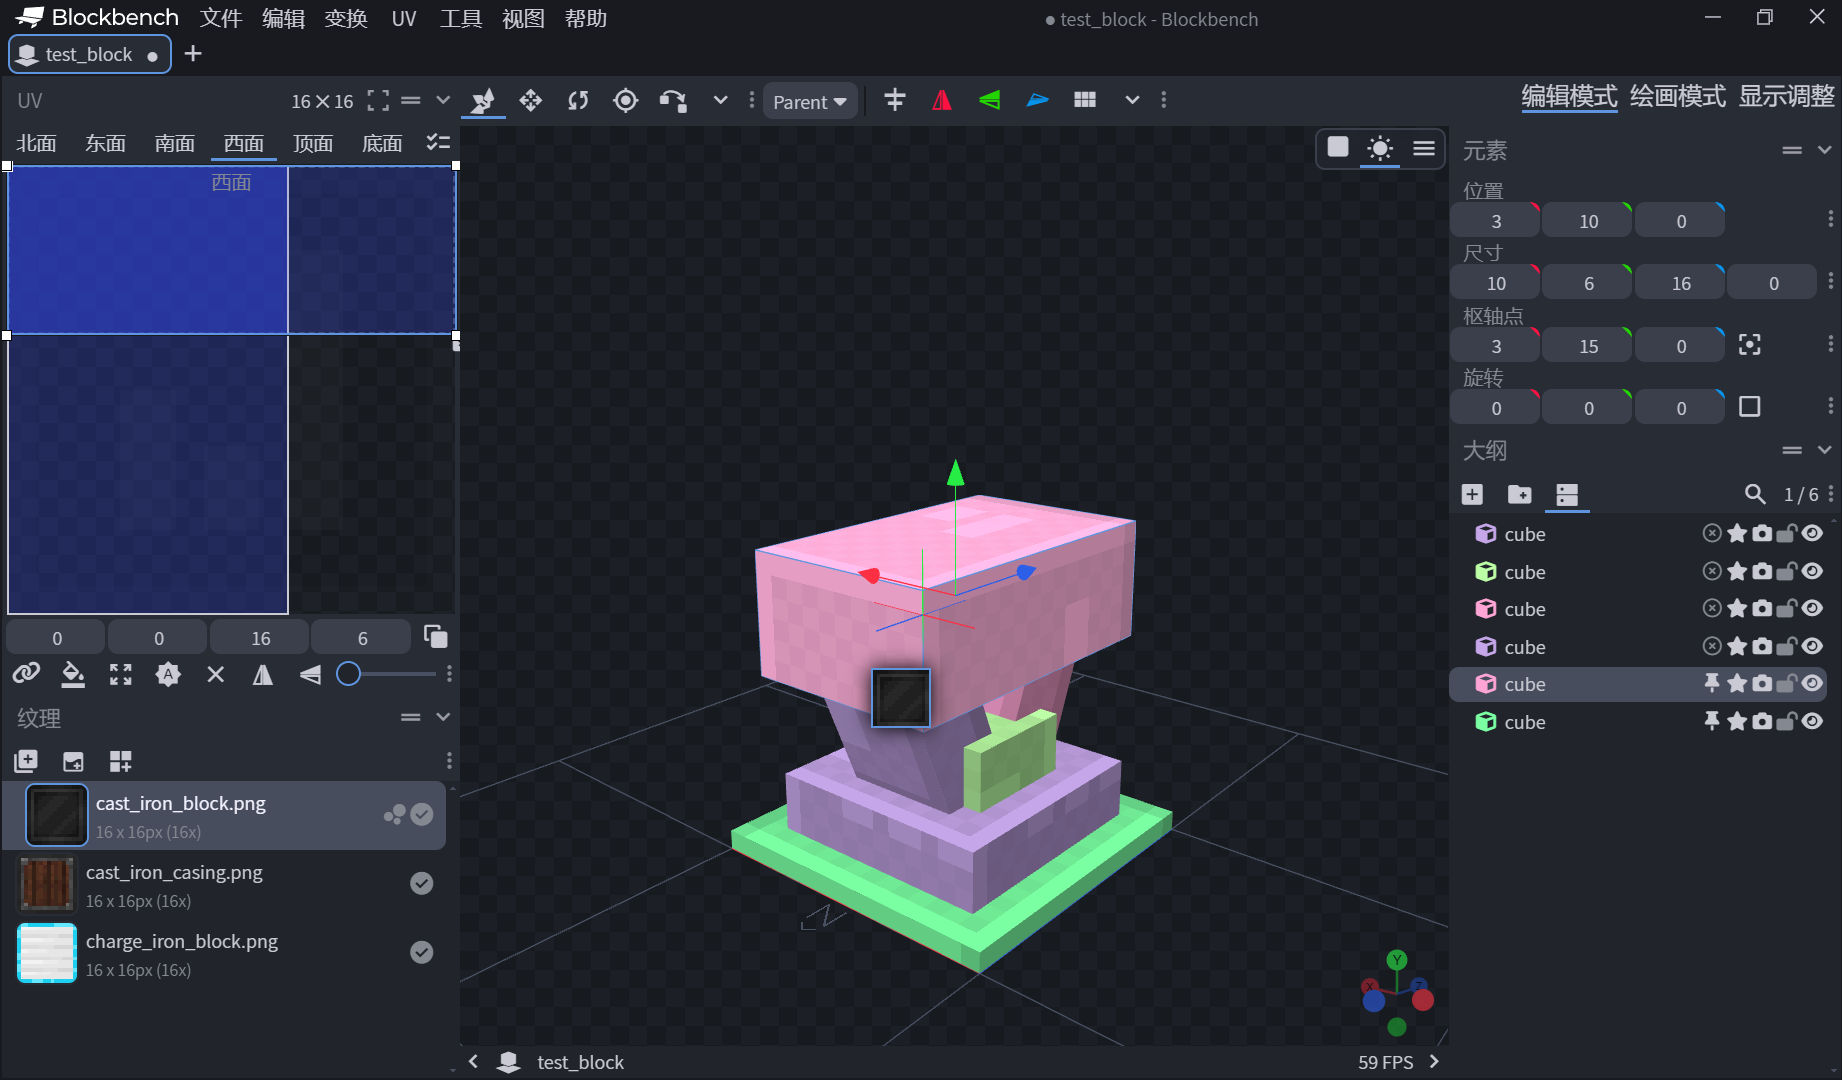 Blockbench 文件 编辑 变换 UV 工具 视图 帮助
● test_block - Blockbench
test_block ●
UV 16×16
Parent
编辑模式 绘画模式 显示调整
北面 东面 南面 西面 顶面 底面
西面
0 0 16 6
纹理
cast_iron_block.png
16 x 16px (16x)
cast_iron_casing.png
16 x 16px (16x)
charge_iron_block.png
16 x 16px (16x)
N
Y
X
Z
test_block
59 FPS
元素
位置
3 10 0
尺寸
10 6 16 0
枢轴点
3 15 0
旋转
0 0 0
大纲
1 / 6
cube
cube
cube
cube
cube
cube